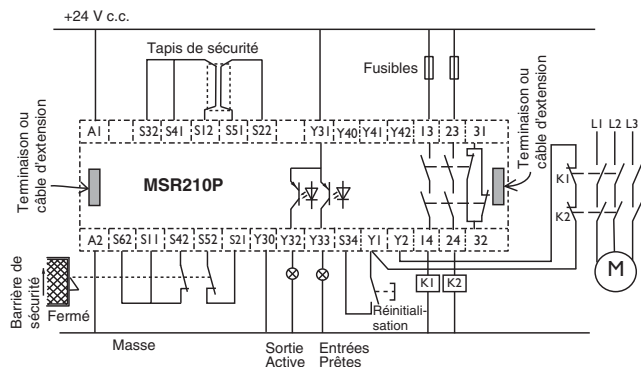 +24 V c.c.
Tapis de sécurité
Fusibles
A1 S32 S41 S12 S51 S22 Y31 Y40 Y41 Y42 13 23 31
L1 L2 L3
Terminaison ou
câble d'extension
MSR210P
Terminaison ou
câble d'extension
K1
K2
A2 S62 S11 S42 S52 S21 Y30 Y32 Y33 S34 Y1 Y2 14 24 32
Barrière de
sécurité
Fermé
K1 K2
M
Réinitiali-
sation
Masse
Sortie
Active
Entrées
Prêtes